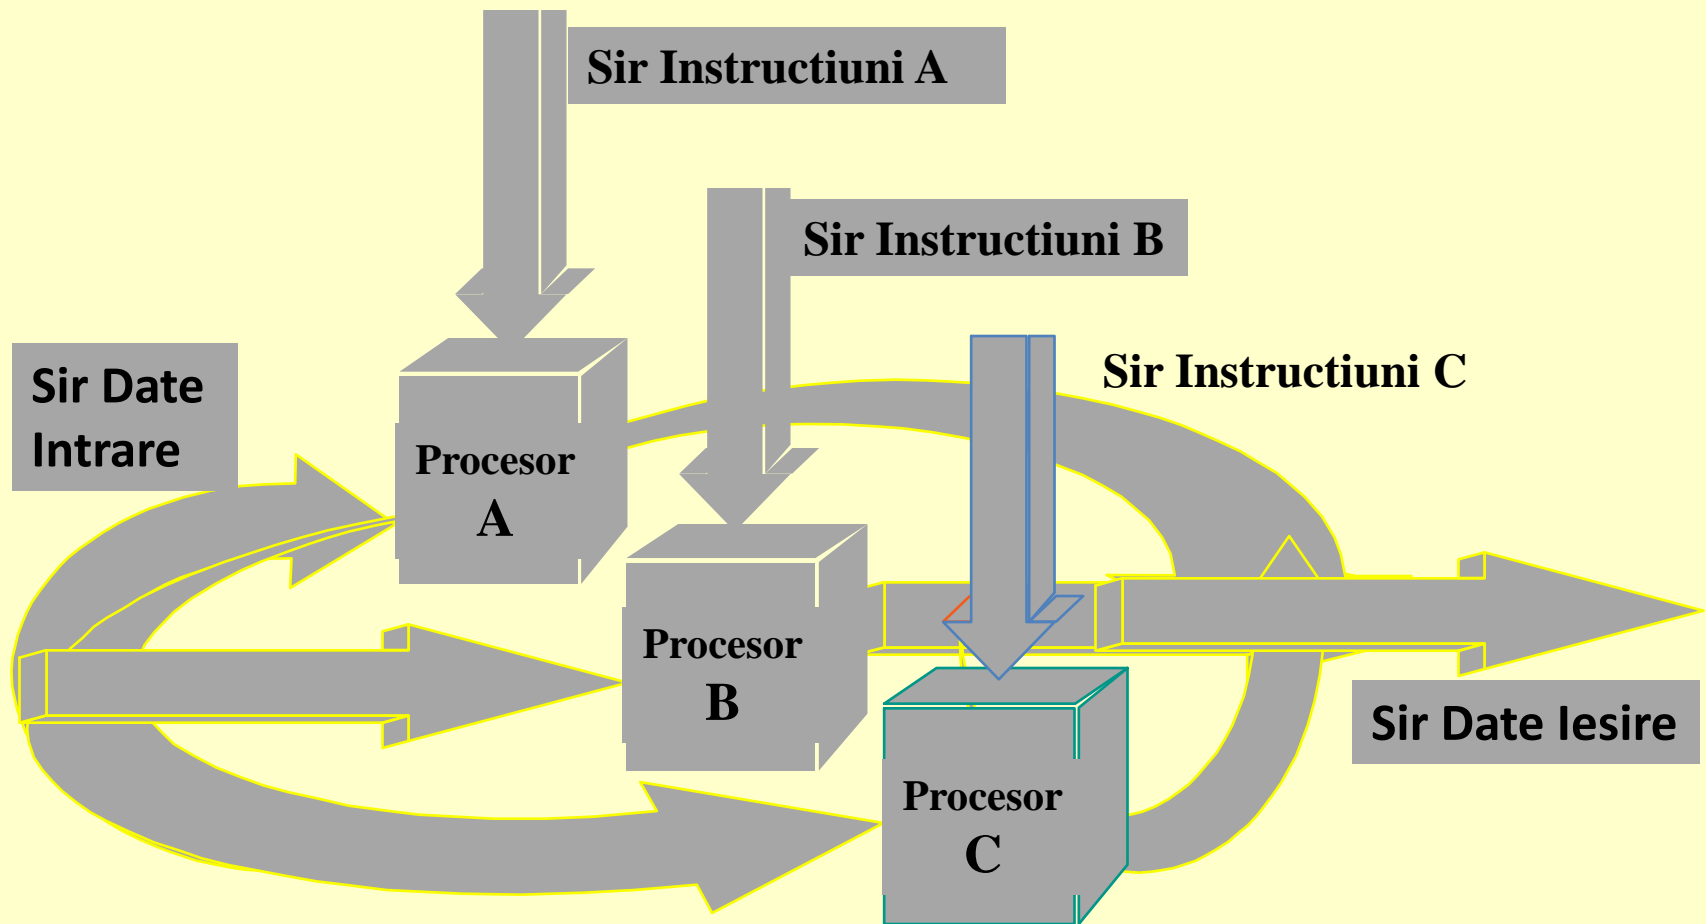 Sir Instructiuni A
Sir Instructiuni B
Sir Instructiuni C
Sir Date
Intrare
Procesor
A
Procesor
B
Procesor
C
Sir Date Iesire